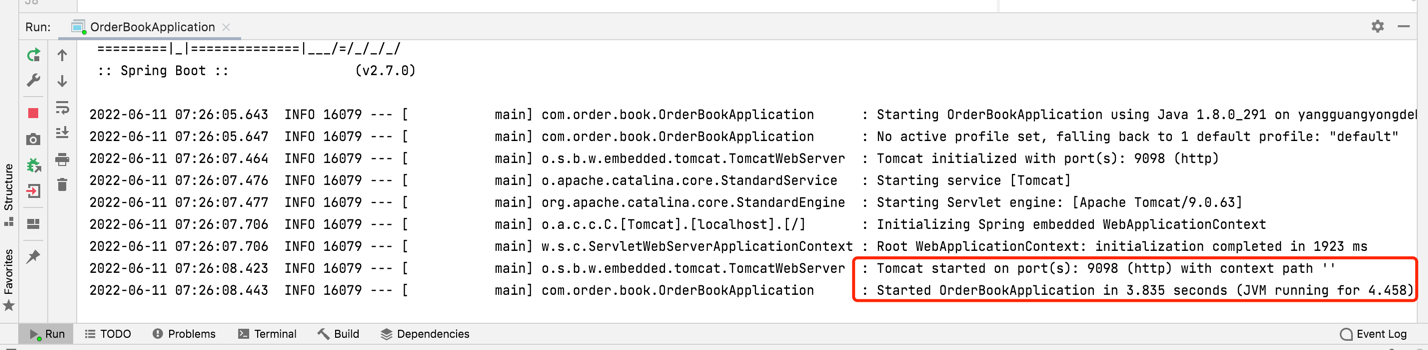 Run: OrderBookApplication
=========|_|==============|___/=/_/_/_/
:: Spring Boot ::                (v2.7.0)
2022-06-11 07:26:05.643  INFO 16079 --- [           main] com.order.book.OrderBookApplication      : Starting OrderBookApplication using Java 1.8.0_291 on
2022-06-11 07:26:05.647  INFO 16079 --- [           main] com.order.book.OrderBookApplication      : No active profile set, falling back to 1 default profile: "default"
2022-06-11 07:26:07.464  INFO 16079 --- [           main] o.s.b.w.embedded.tomcat.TomcatWebServer  : Tomcat initialized with port(s): 9098 (http)
2022-06-11 07:26:07.476  INFO 16079 --- [           main] o.apache.catalina.core.StandardService   : Starting service [Tomcat]
2022-06-11 07:26:07.477  INFO 16079 --- [           main] org.apache.catalina.core.StandardEngine  : Starting Servlet engine: [Apache Tomcat/9.0.63]
2022-06-11 07:26:07.706  INFO 16079 --- [           main] o.a.c.c.C.[Tomcat].[localhost].[/]       : Initializing Spring embedded WebApplicationContext
2022-06-11 07:26:07.706  INFO 16079 --- [           main] w.s.c.ServletWebServerApplicationContext : Root WebApplicationContext: initialization completed in 1923 ms
2022-06-11 07:26:08.423  INFO 16079 --- [           main] o.s.b.w.embedded.tomcat.TomcatWebServer  : Tomcat started on port(s): 9098 (http) with context path ''
2022-06-11 07:26:08.443  INFO 16079 --- [           main] com.order.book.OrderBookApplication      : Started OrderBookApplication in 3.835 seconds (JVM running for 4.458)
Structure
Favorites
Run TODO Problems Terminal Build Dependencies Event Log